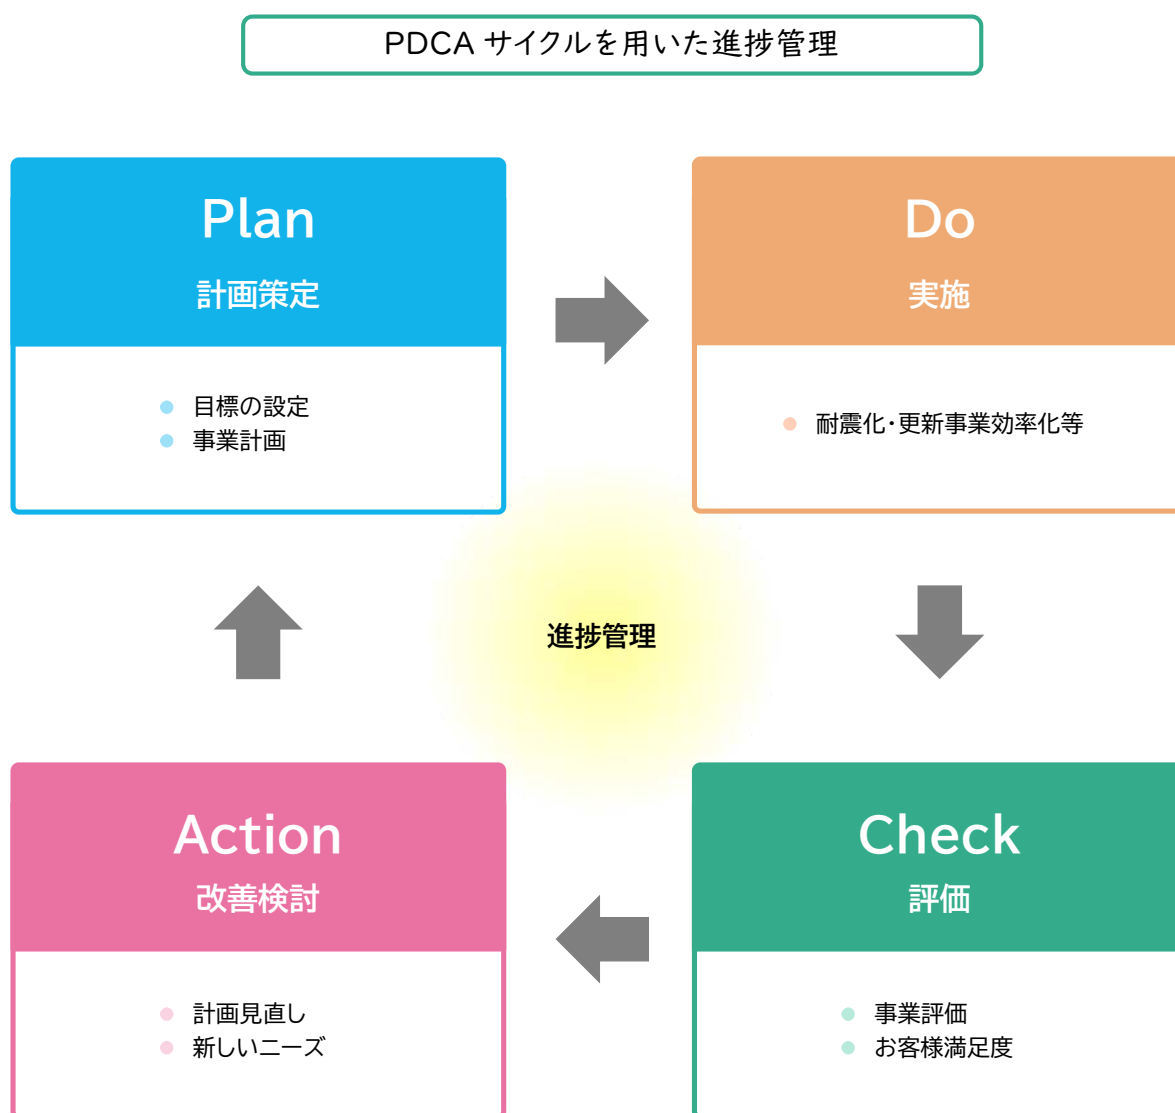 PDCA サイクルを用いた進捗管理
Plan
計画策定
● 目標の設定
● 事業計画
Do
実施
● 耐震化・更新事業効率化等
進捗管理
Action
改善検討
● 計画見直し
● 新しいニーズ
Check
評価
● 事業評価
● お客様満足度